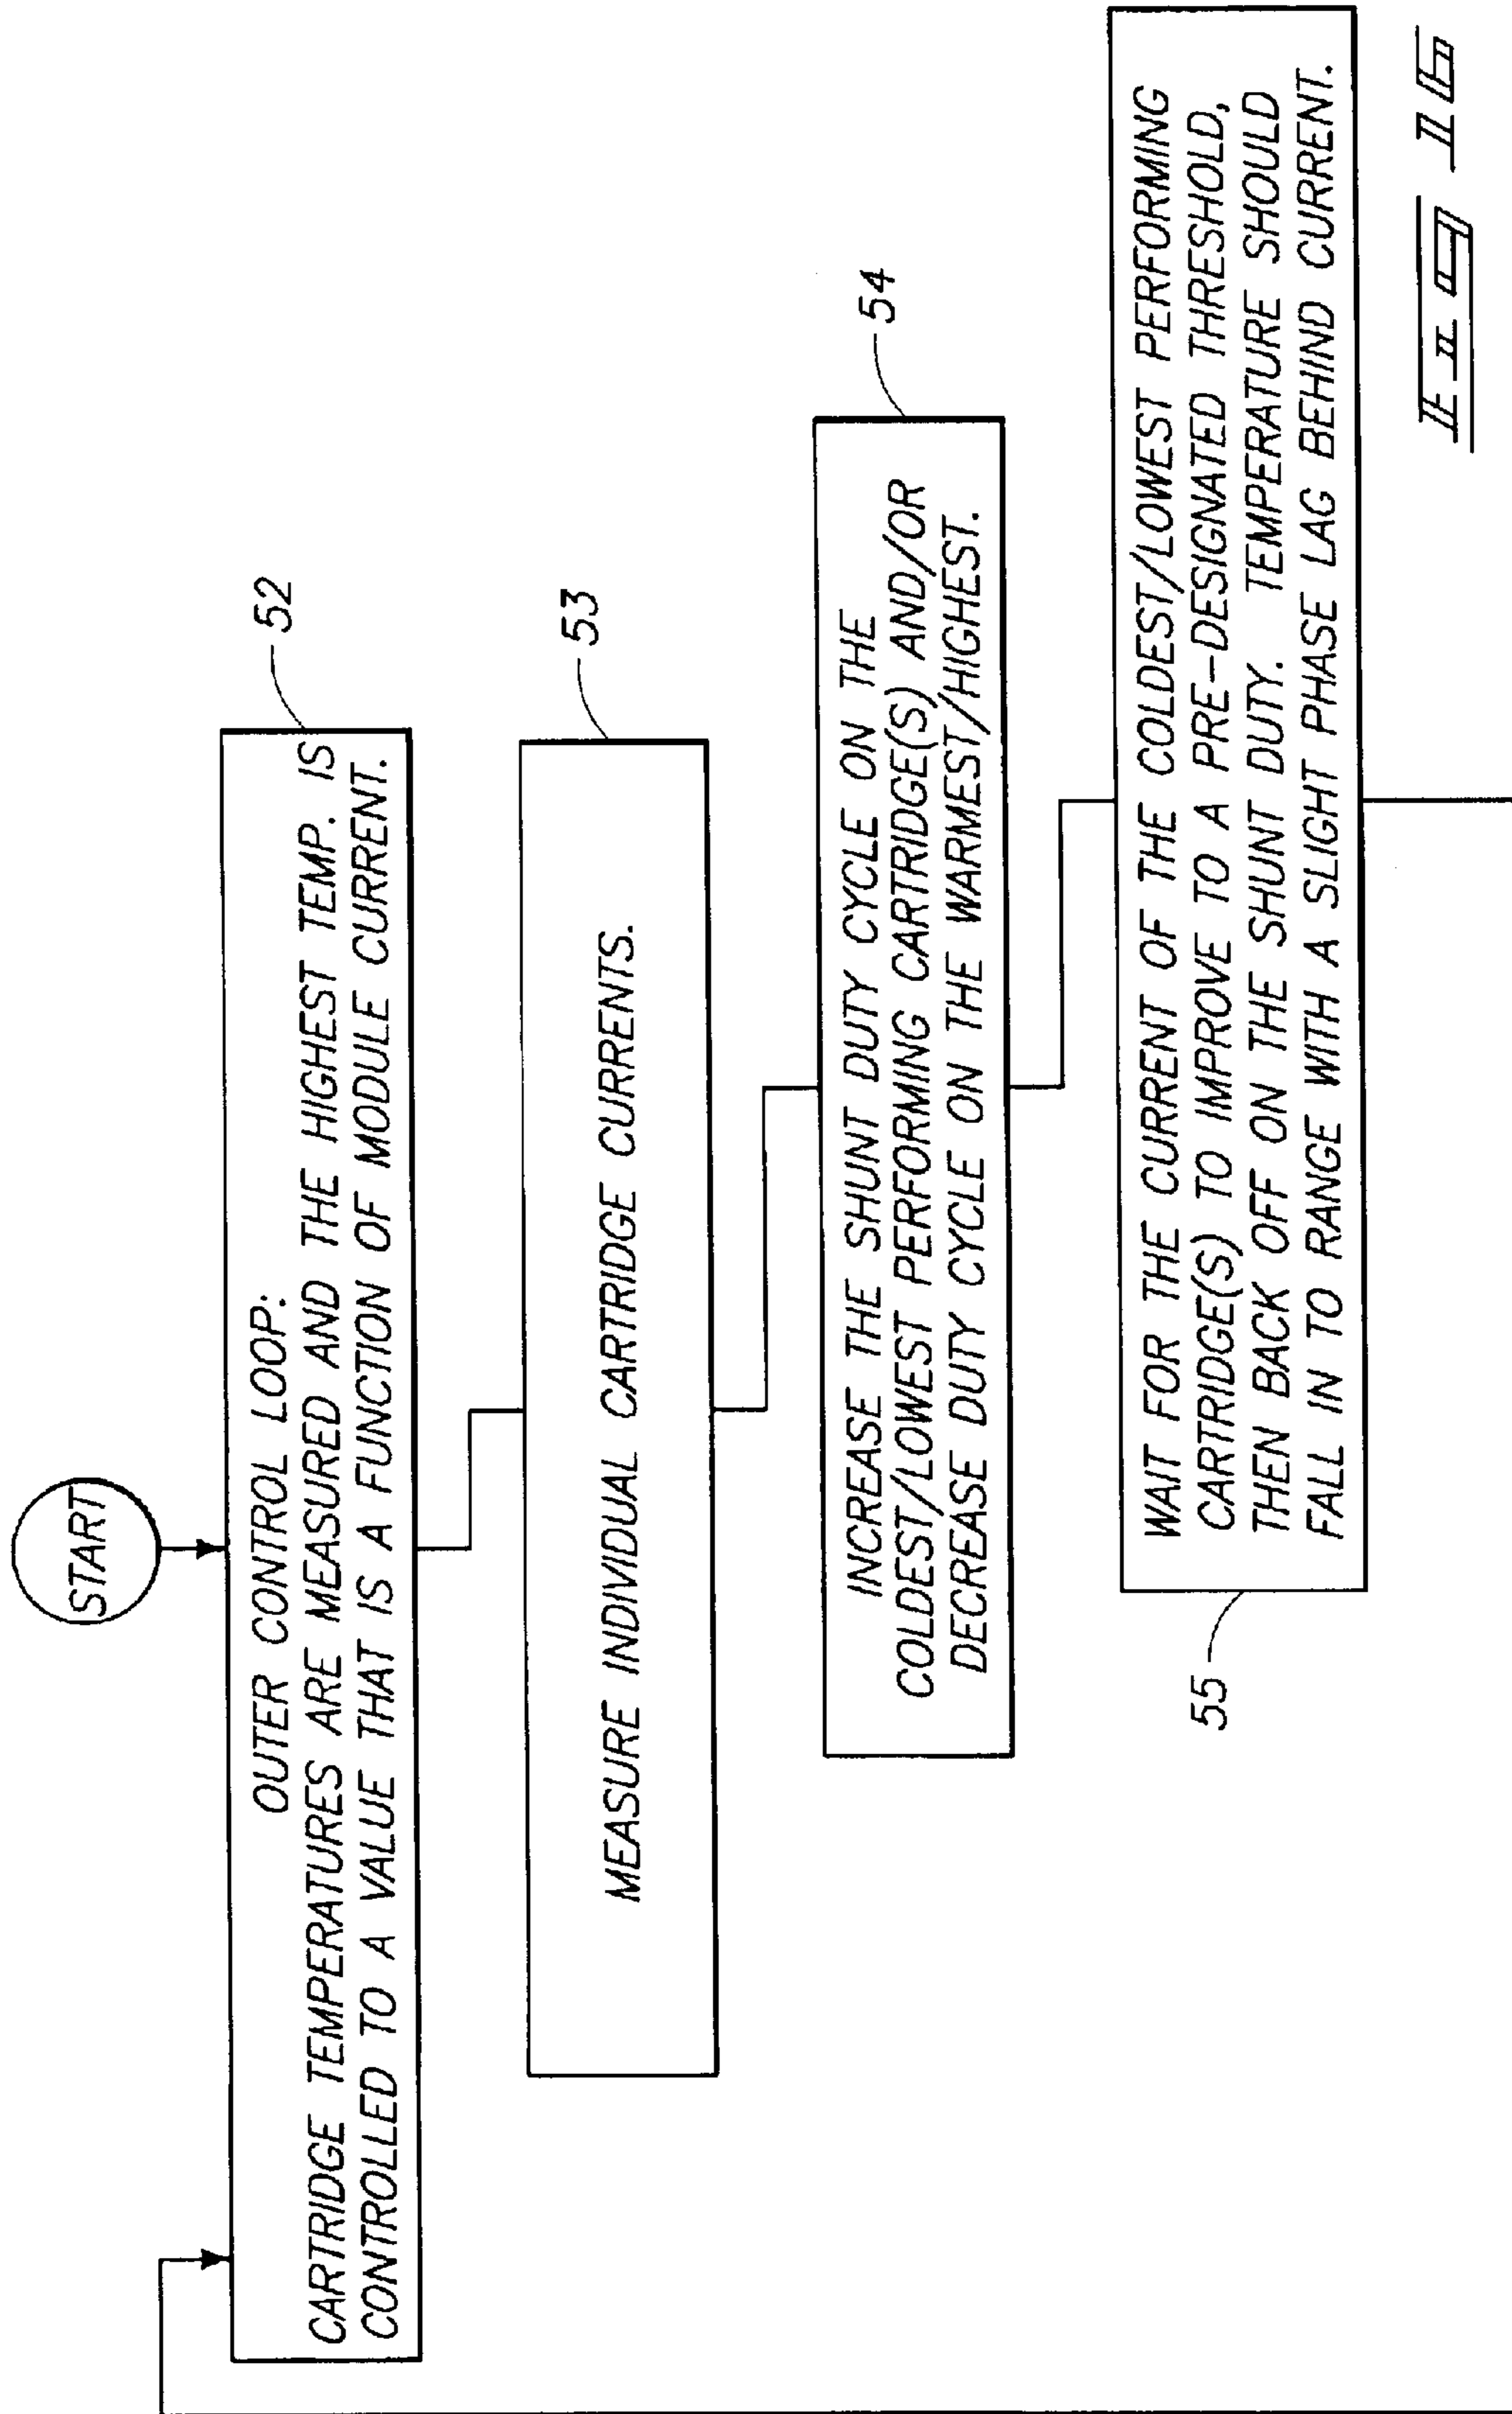 START
OUTER CONTROL LOOP:
CARTRIDGE TEMPERATURES ARE MEASURED AND THE HIGHEST TEMP. IS
CONTROLLED TO A VALUE THAT IS A FUNCTION OF MODULE CURRENT.
52
MEASURE INDIVIDUAL CARTRIDGE CURRENTS.
53
INCREASE THE SHUNT DUTY CYCLE ON THE
COLDEST/LOWEST PERFORMING CARTRIDGE(S) AND/OR
DECREASE DUTY CYCLE ON THE WARMEST/HIGHEST.
54
WAIT FOR THE CURRENT OF THE COLDEST/LOWEST PERFORMING
CARTRIDGE(S) TO IMPROVE TO A PRE-DESIGNATED THRESHOLD,
THEN BACK OFF ON THE SHUNT DUTY. TEMPERATURE SHOULD
FALL IN TO RANGE WITH A SLIGHT PHASE LAG BEHIND CURRENT.
55